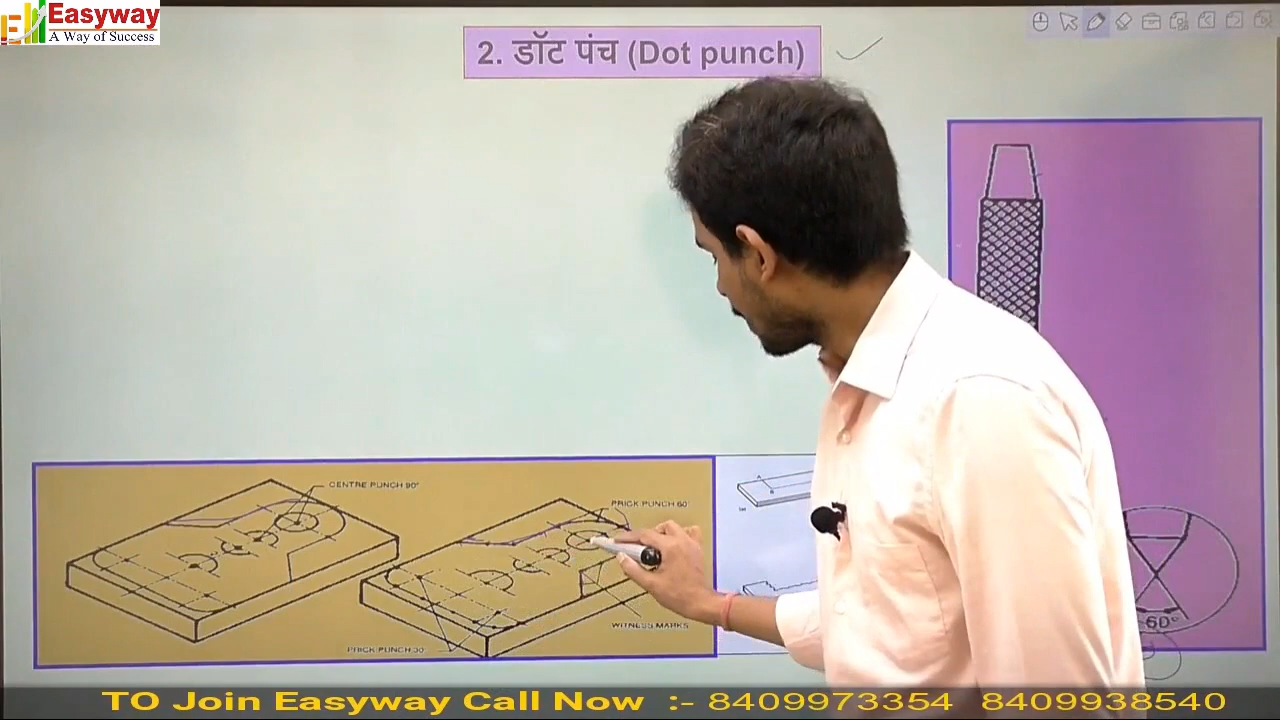 Easyway
A Way of Success
2. डॉट पंच (Dot punch)
CENTRE PUNCH 90°
PRICK PUNCH 60°
WITNESS MARKS
PRICK PUNCH 30°
60°
TO Join Easyway Call Now :- 8409973354 8409938540